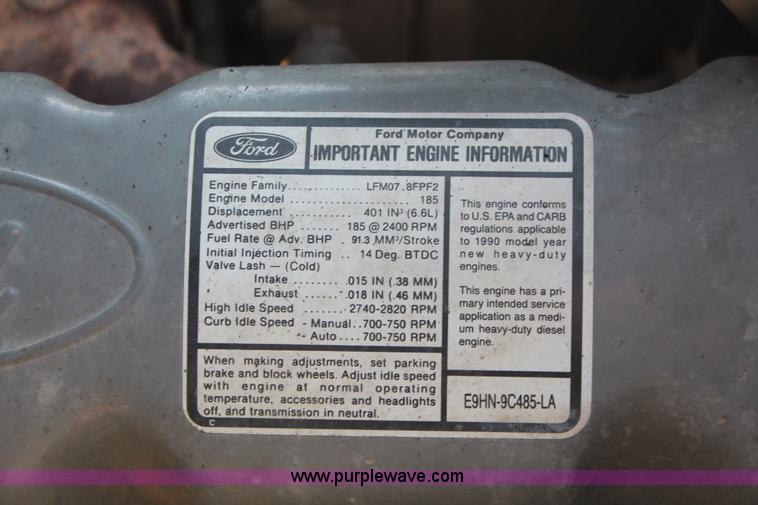 Ford
Ford Motor Company
IMPORTANT ENGINE INFORMATION
Engine Family ............ LFM07.8FPF2
Engine Model ..................... 185
Displacement ....... 401 IN³ (6.6L)
Advertised BHP ..... 185 @ 2400 RPM
Fuel Rate @ Adv. BHP . 91.3 MM³/Stroke
Initial Injection Timing .. 14 Deg. BTDC
Valve Lash — (Cold)
Intake ..... .015 IN (.38 MM)
Exhaust ...... .018 IN (.46 MM)
High Idle Speed ...... 2740-2820 RPM
Curb Idle Speed - Manual..700-750 RPM
- Auto....700-750 RPM
This engine conforms
to U.S. EPA and CARB
regulations applicable
to 1990 model year
new heavy-duty
engines.
This engine has a pri-
mary intended service
application as a medi-
um heavy-duty diesel
engine.
When making adjustments, set parking
brake and block wheels. Adjust idle speed
with engine at normal operating
temperature, accessories and headlights
off, and transmission in neutral.
E9HN-9C485-LA
C
www.purplewave.com